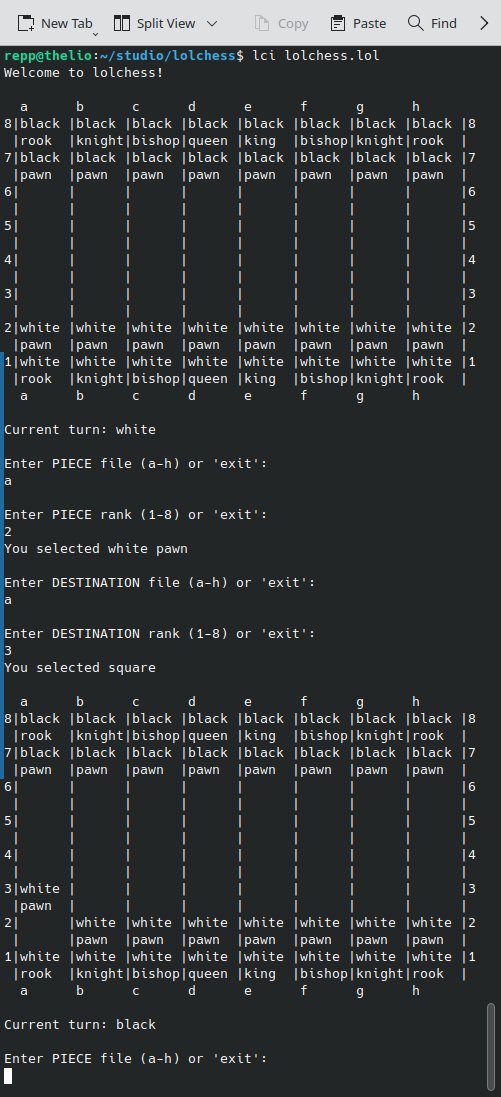 New Tab Split View Copy Paste Find
repp@thelio:~/studio/lolchess$ lci lolchess.lol
Welcome to lolchess!

  a      b      c      d      e      f      g      h
8|black |black |black |black |black |black |black |black |8
 |rook  |knight|bishop|queen |king  |bishop|knight|rook  |
7|black |black |black |black |black |black |black |black |7
 |pawn  |pawn  |pawn  |pawn  |pawn  |pawn  |pawn  |pawn  |
6|      |      |      |      |      |      |      |      |6
 |      |      |      |      |      |      |      |      |
5|      |      |      |      |      |      |      |      |5
 |      |      |      |      |      |      |      |      |
4|      |      |      |      |      |      |      |      |4
 |      |      |      |      |      |      |      |      |
3|      |      |      |      |      |      |      |      |3
 |      |      |      |      |      |      |      |      |
2|white |white |white |white |white |white |white |white |2
 |pawn  |pawn  |pawn  |pawn  |pawn  |pawn  |pawn  |pawn  |
1|white |white |white |white |white |white |white |white |1
 |rook  |knight|bishop|queen |king  |bishop|knight|rook  |
  a      b      c      d      e      f      g      h

Current turn: white

Enter PIECE file (a-h) or 'exit':
a

Enter PIECE rank (1-8) or 'exit':
2
You selected white pawn

Enter DESTINATION file (a-h) or 'exit':
a

Enter DESTINATION rank (1-8) or 'exit':
3
You selected square

  a      b      c      d      e      f      g      h
8|black |black |black |black |black |black |black |black |8
 |rook  |knight|bishop|queen |king  |bishop|knight|rook  |
7|black |black |black |black |black |black |black |black |7
 |pawn  |pawn  |pawn  |pawn  |pawn  |pawn  |pawn  |pawn  |
6|      |      |      |      |      |      |      |      |6
 |      |      |      |      |      |      |      |      |
5|      |      |      |      |      |      |      |      |5
 |      |      |      |      |      |      |      |      |
4|      |      |      |      |      |      |      |      |4
 |      |      |      |      |      |      |      |      |
3|white |      |      |      |      |      |      |      |3
 |pawn  |      |      |      |      |      |      |      |
2|      |white |white |white |white |white |white |white |2
 |      |pawn  |pawn  |pawn  |pawn  |pawn  |pawn  |pawn  |
1|white |white |white |white |white |white |white |white |1
 |rook  |knight|bishop|queen |king  |bishop|knight|rook  |
  a      b      c      d      e      f      g      h

Current turn: black

Enter PIECE file (a-h) or 'exit':